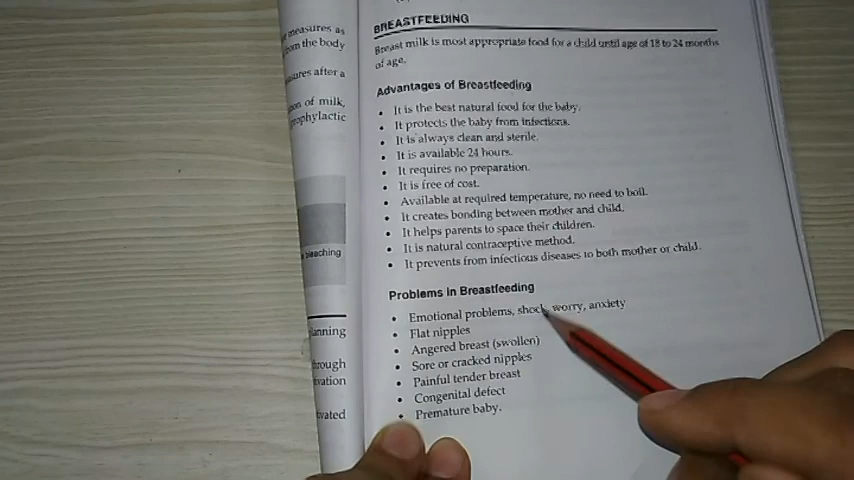 measures as
from the body
measures after a
of milk,
prophylactic
bleaching
BREASTFEEDING
Breast milk is most appropriate food for a child until age of 18 to 24 months
of age.
Advantages of Breastfeeding
• It is the best natural food for the baby.
• It protects the baby from infections.
• It is always clean and sterile.
• It is available 24 hours.
• It requires no preparation.
• It is free of cost.
• Available at required temperature, no need to boil.
• It creates bonding between mother and child.
• It helps parents to space their children.
• It is natural contraceptive method.
• It prevents from infectious diseases to both mother or child.
Problems in Breastfeeding
• Emotional problems, shock, worry, anxiety
• Flat nipples
• Angered breast (swollen)
• Sore or cracked nipples
• Painful tender breast
• Congenital defect
• Premature baby.